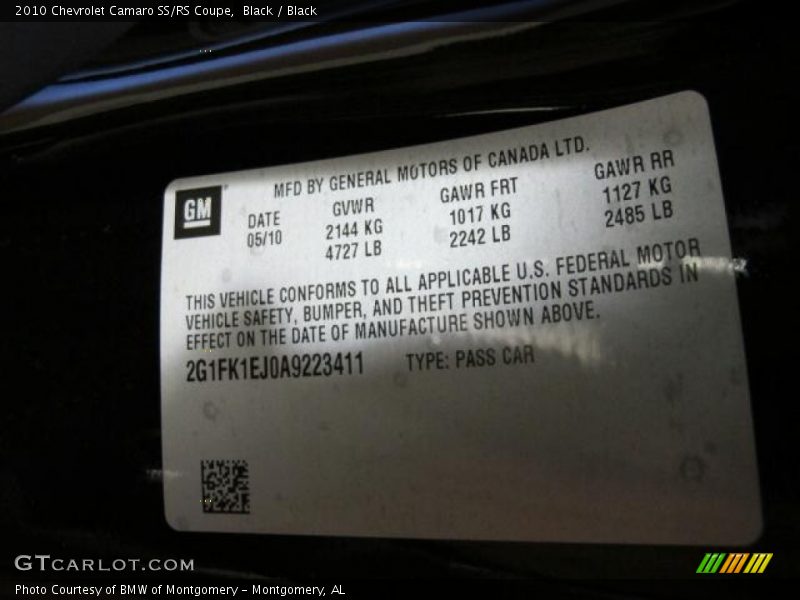 2010 Chevrolet Camaro SS/RS Coupe, Black / Black
MFD BY GENERAL MOTORS OF CANADA LTD.
GM
DATE GVWR GAWR FRT GAWR RR
05/10 2144 KG 1017 KG 1127 KG
4727 LB 2242 LB 2485 LB
THIS VEHICLE CONFORMS TO ALL APPLICABLE U.S. FEDERAL MOTOR
VEHICLE SAFETY, BUMPER, AND THEFT PREVENTION STANDARDS IN
EFFECT ON THE DATE OF MANUFACTURE SHOWN ABOVE.
2G1FK1EJ0A9223411 TYPE: PASS CAR
GTCARLOT.COM
Photo Courtesy of BMW of Montgomery - Montgomery, AL